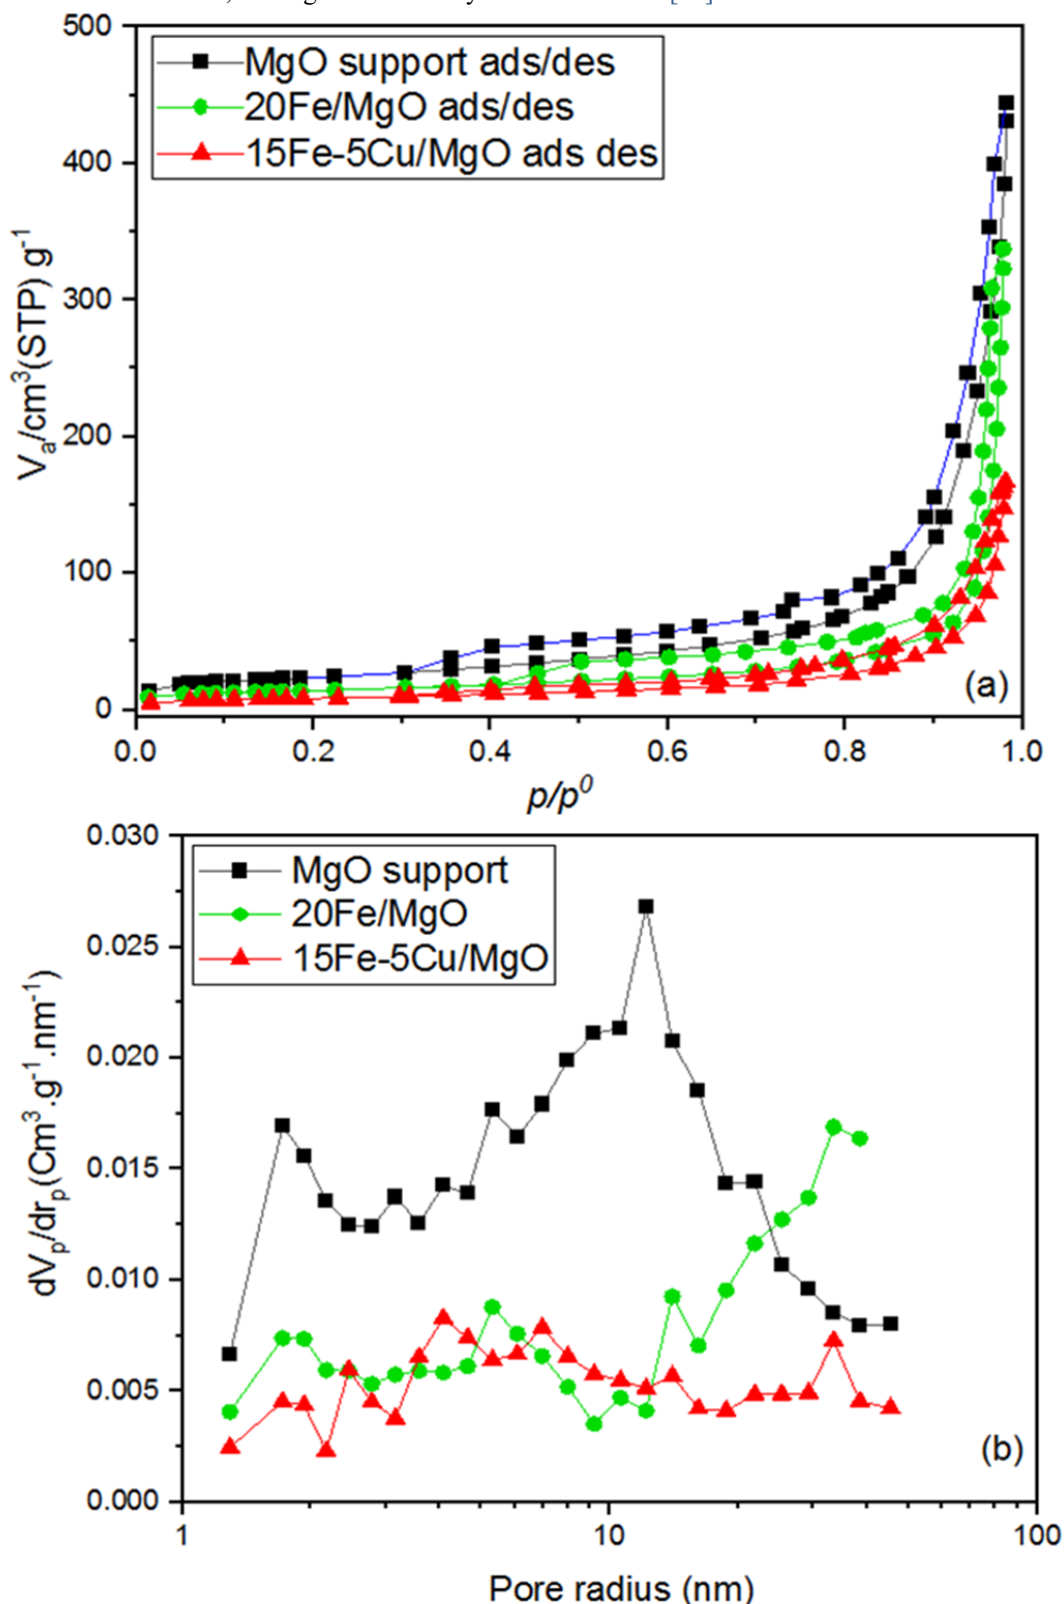 500
MgO support ads/des
20Fe/MgO ads/des
15Fe-5Cu/MgO ads des
400
300
200
100
0
Va/cm³(STP) g⁻¹
(a)
0.0 0.2 0.4 0.6 0.8 1.0
p/p⁰
0.030
MgO support
20Fe/MgO
15Fe-5Cu/MgO
0.025
0.020
0.015
0.010
0.005
0.000
dVp/drp(Cm³.g⁻¹.nm⁻¹)
(b)
1 10 100
Pore radius (nm)